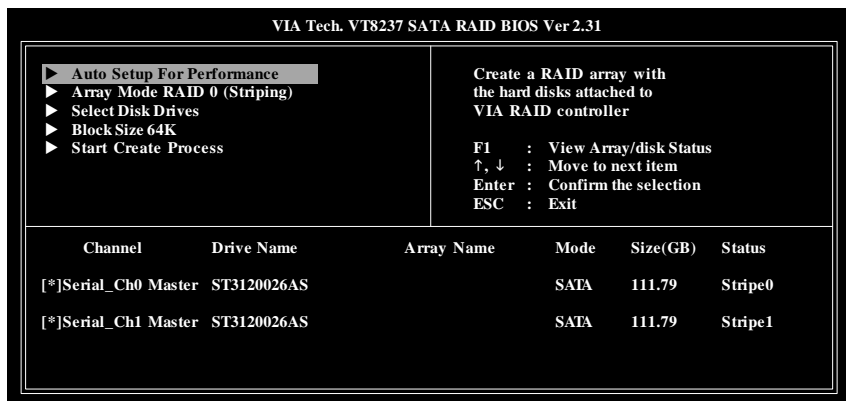 VIA Tech. VT8237 SATA RAID BIOS Ver 2.31
▶ Auto Setup For Performance
▶ Array Mode RAID 0 (Striping)
▶ Select Disk Drives
▶ Block Size 64K
▶ Start Create Process
Create a RAID array with
the hard disks attached to
VIA RAID controller
F1 : View Array/disk Status
↑, ↓ : Move to next item
Enter : Confirm the selection
ESC : Exit
Channel Drive Name Array Name Mode Size(GB) Status
[*]Serial_Ch0 Master ST3120026AS SATA 111.79 Stripe0
[*]Serial_Ch1 Master ST3120026AS SATA 111.79 Stripe1